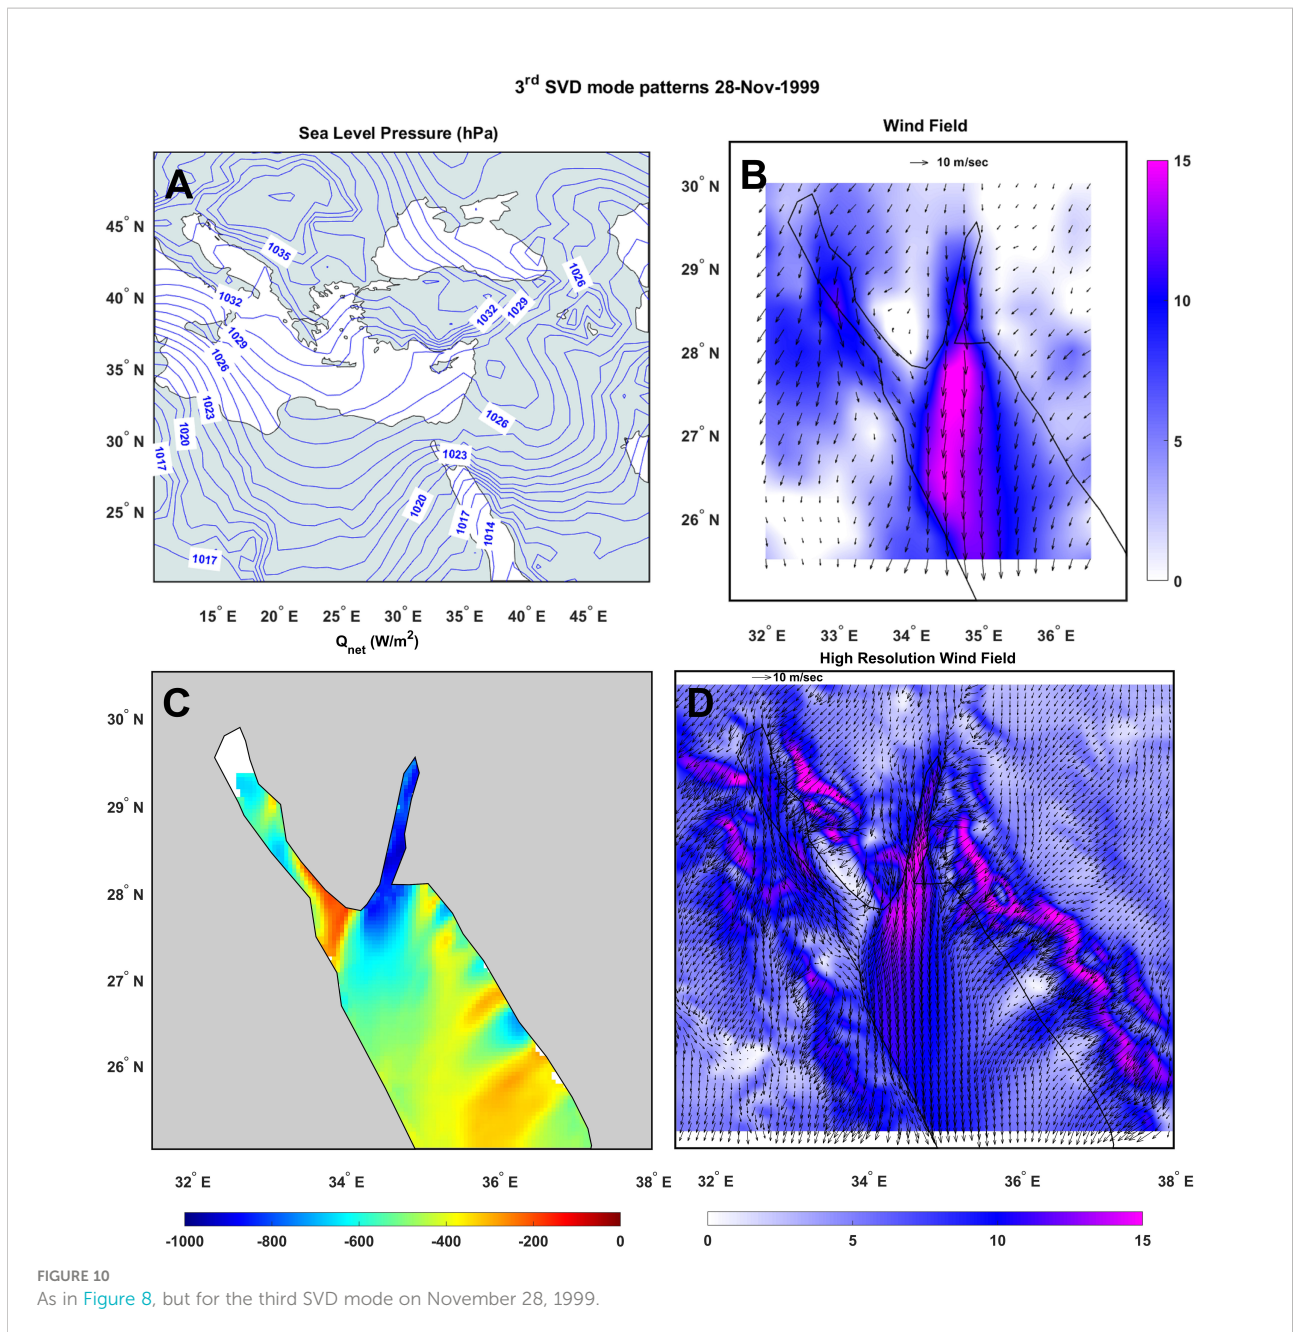 3rd SVD mode patterns 28-Nov-1999
Sea Level Pressure (hPa)
A
45° N
40° N
35° N
30° N
25° N
1035
1032
1029
1026
1023
1020
1017
1026
1029
1032
1026
1023
1020
1017
1014
1017
15° E 20° E 25° E 30° E 35° E 40° E 45° E
Wind Field
B
10 m/sec
30° N
29° N
28° N
27° N
26° N
32° E 33° E 34° E 35° E 36° E
15
10
5
0
Qnet (W/m2)
C
30° N
29° N
28° N
27° N
26° N
32° E 34° E 36° E 38° E
-1000 -800 -600 -400 -200 0
High Resolution Wind Field
10 m/sec
D
32° E 34° E 36° E 38° E
0 5 10 15
FIGURE 10
As in Figure 8, but for the third SVD mode on November 28, 1999.